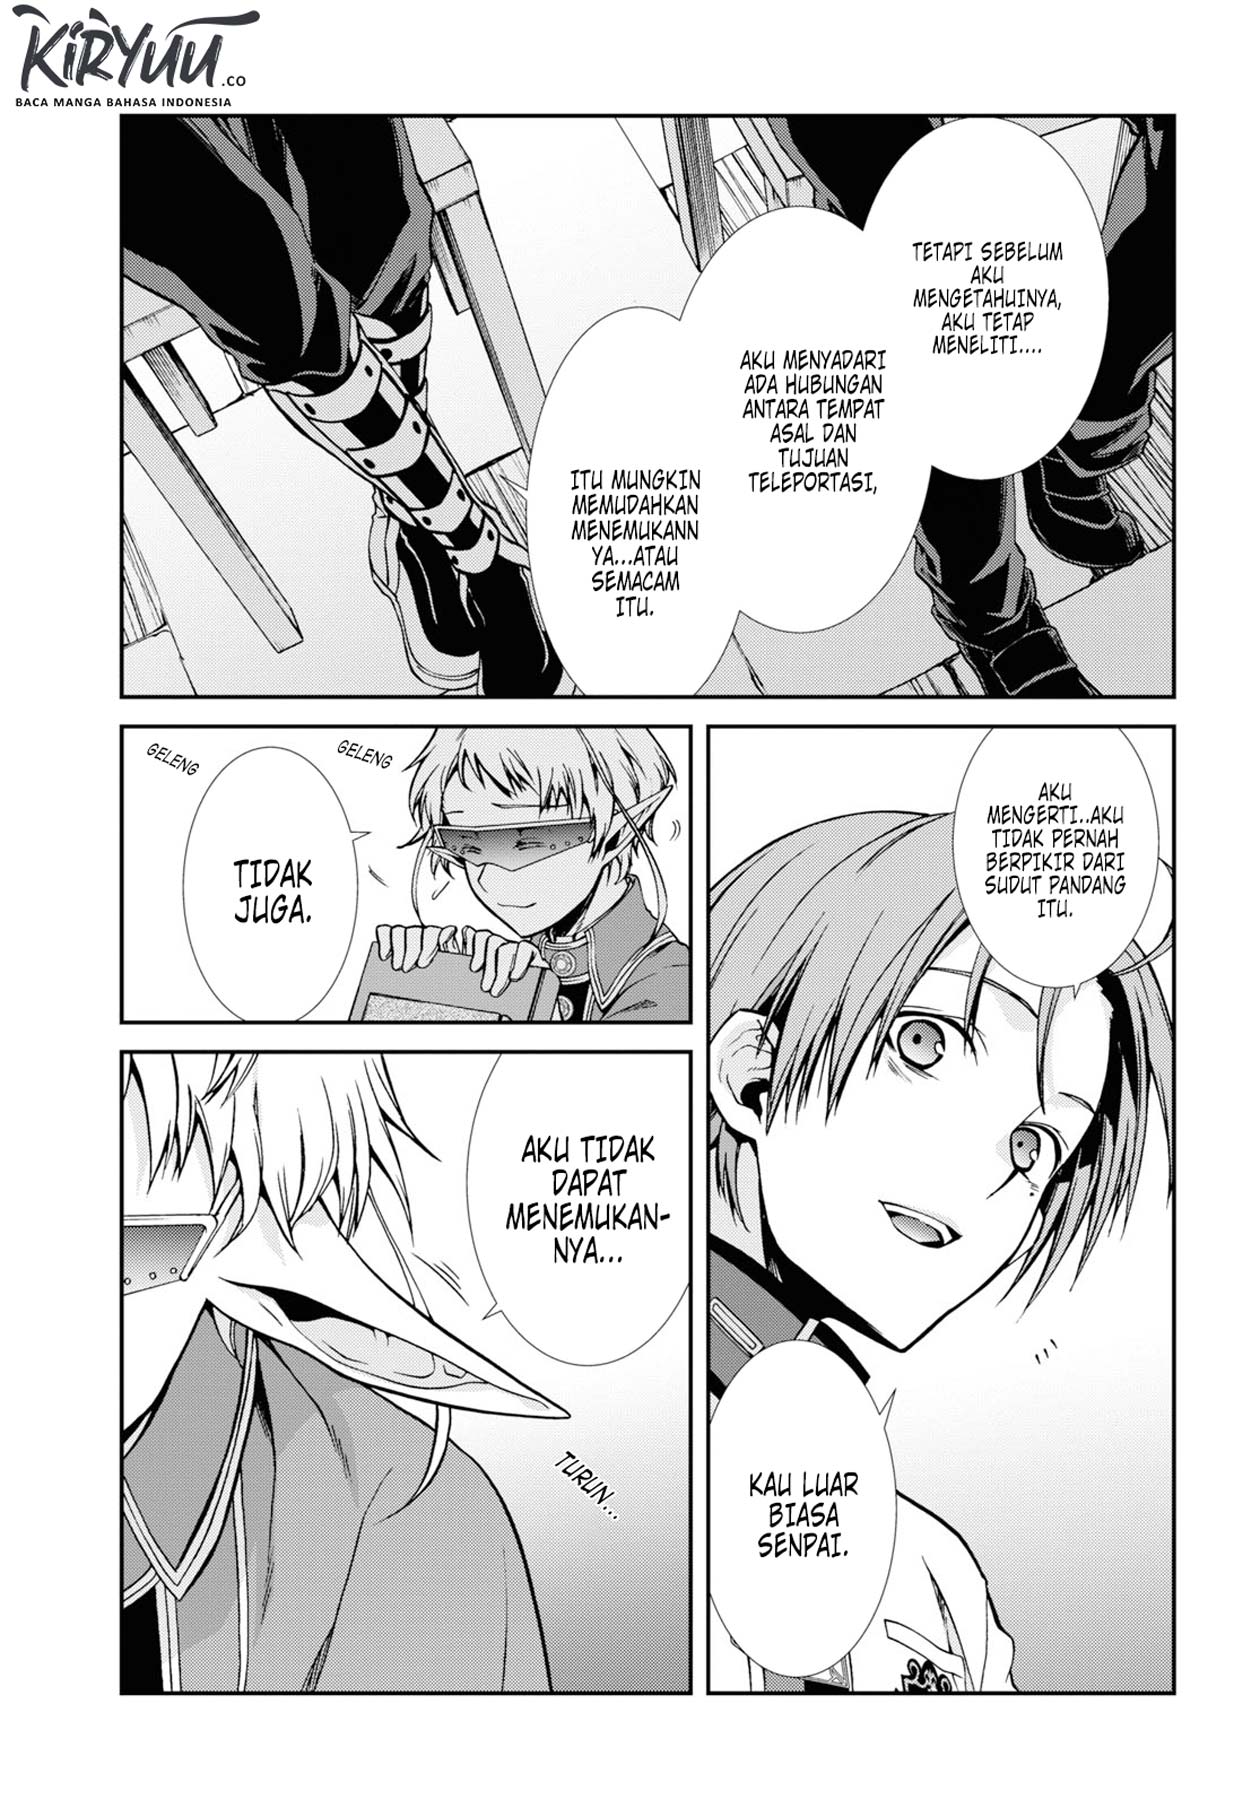 KIRYUU.CO
BACA MANGA BAHASA INDONESIA
TETAPI SEBELUM
AKU
MENGETAHUINYA,
AKU TETAP
MENELITI....
AKU MENYADARI
ADA HUBUNGAN
ANTARA TEMPAT
ASAL DAN
TUJUAN
TELEPORTASI,
ITU MUNGKIN
MEMUDAHKAN
MENEMUKANN
YA...ATAU
SEMACAM
ITU.
AKU
MENGERTI..AKU
TIDAK PERNAH
BERPIKIR DARI
SUDUT PANDANG
ITU.
KAU LUAR
BIASA
SENPAI.
GELENG
GELENG
TIDAK
JUGA.
AKU TIDAK
DAPAT
MENEMUKAN-
NYA...
TURUN...